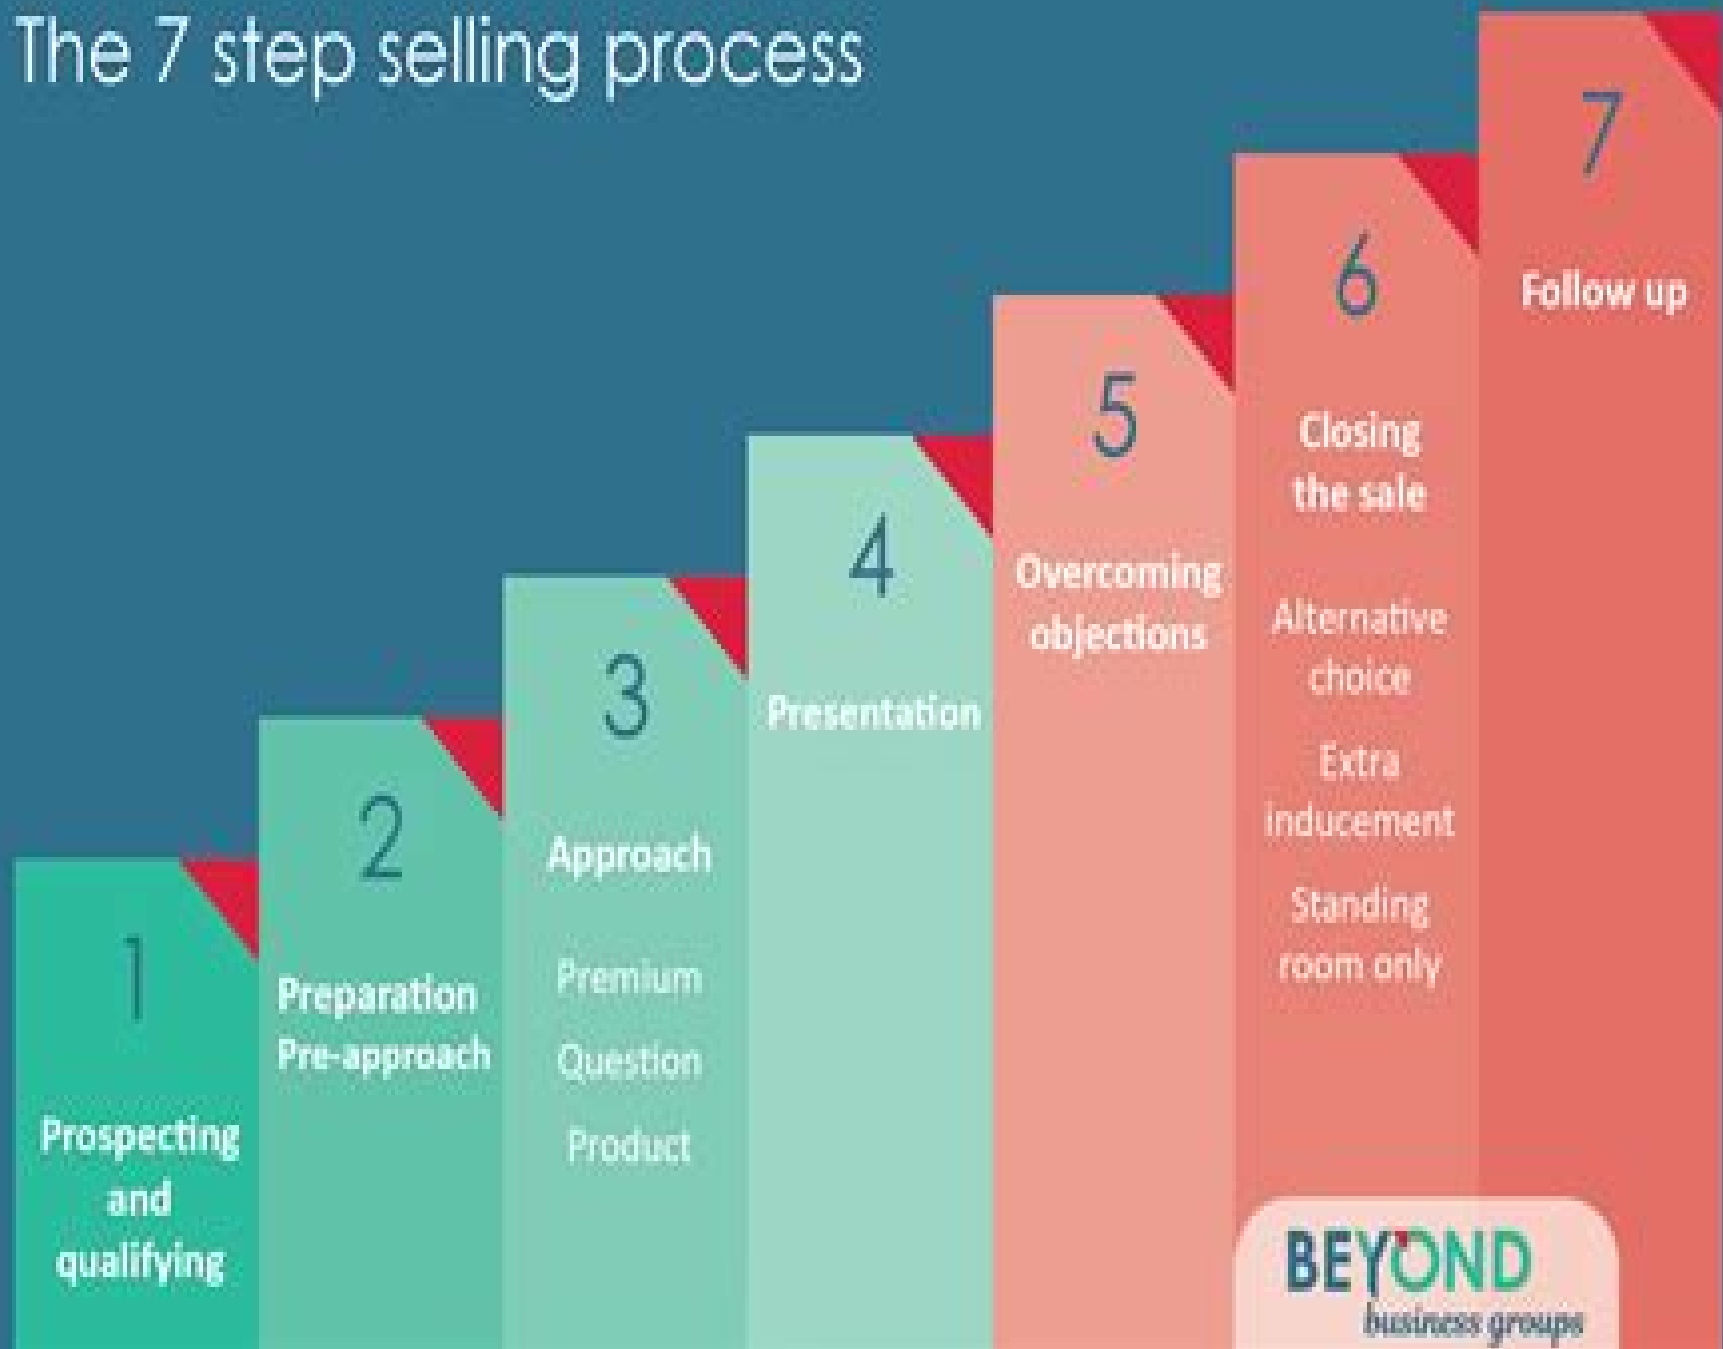 The 7 step selling process
1
Prospecting
and
qualifying
2
Preparation
Pre-approach
3
Approach
Premium
Question
Product
4
Presentation
5
Overcoming
objections
6
Closing
the sale
Alternative
choice
Extra
inducement
Standing
room only
7
Follow up
BEYOND
business groups